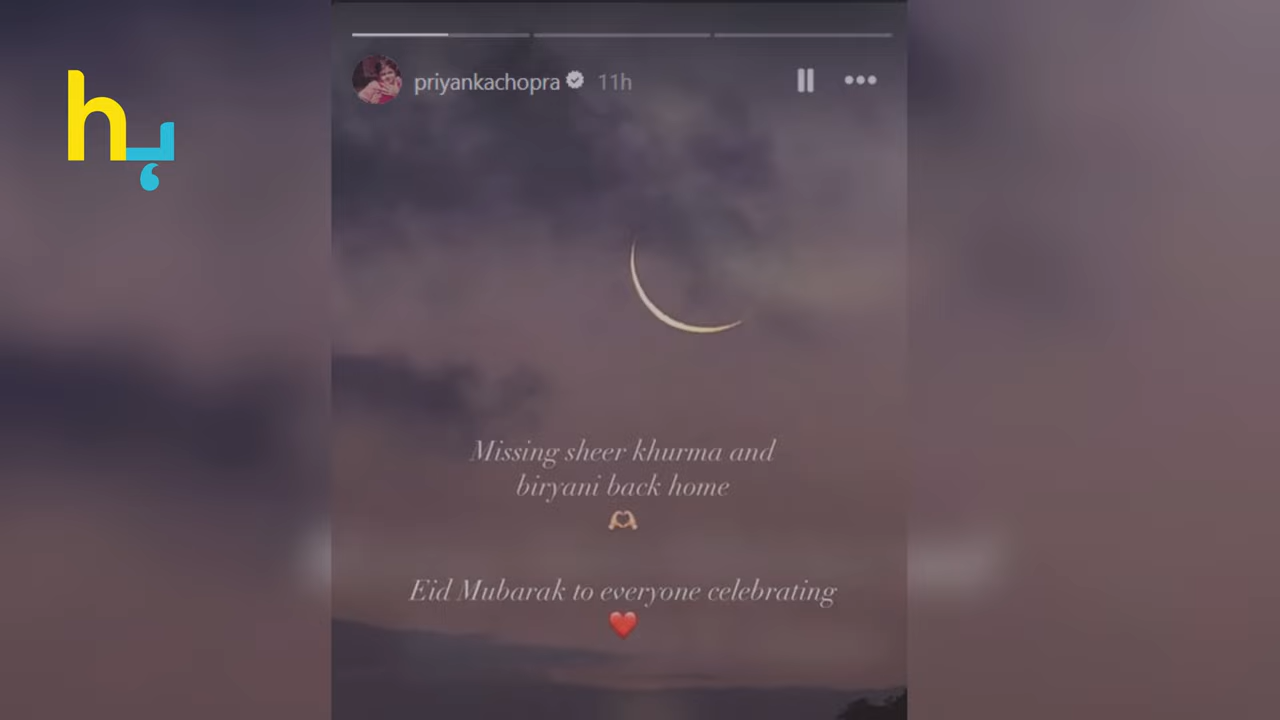 priyankachopra 11h
Missing sheer khurma and
biryani back home
🫶🏼
Eid Mubarak to everyone celebrating
❤️